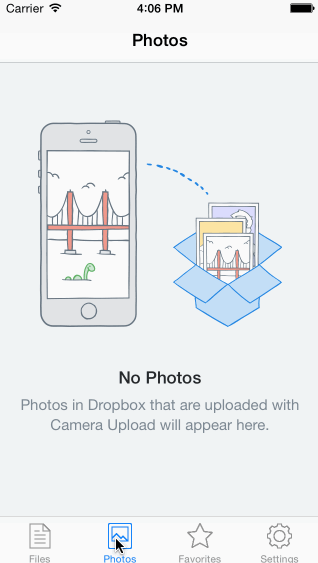 Carrier 4:06 PM
Photos
No Photos
Photos in Dropbox that are uploaded with
Camera Upload will appear here.
Files Photos Favorites Settings